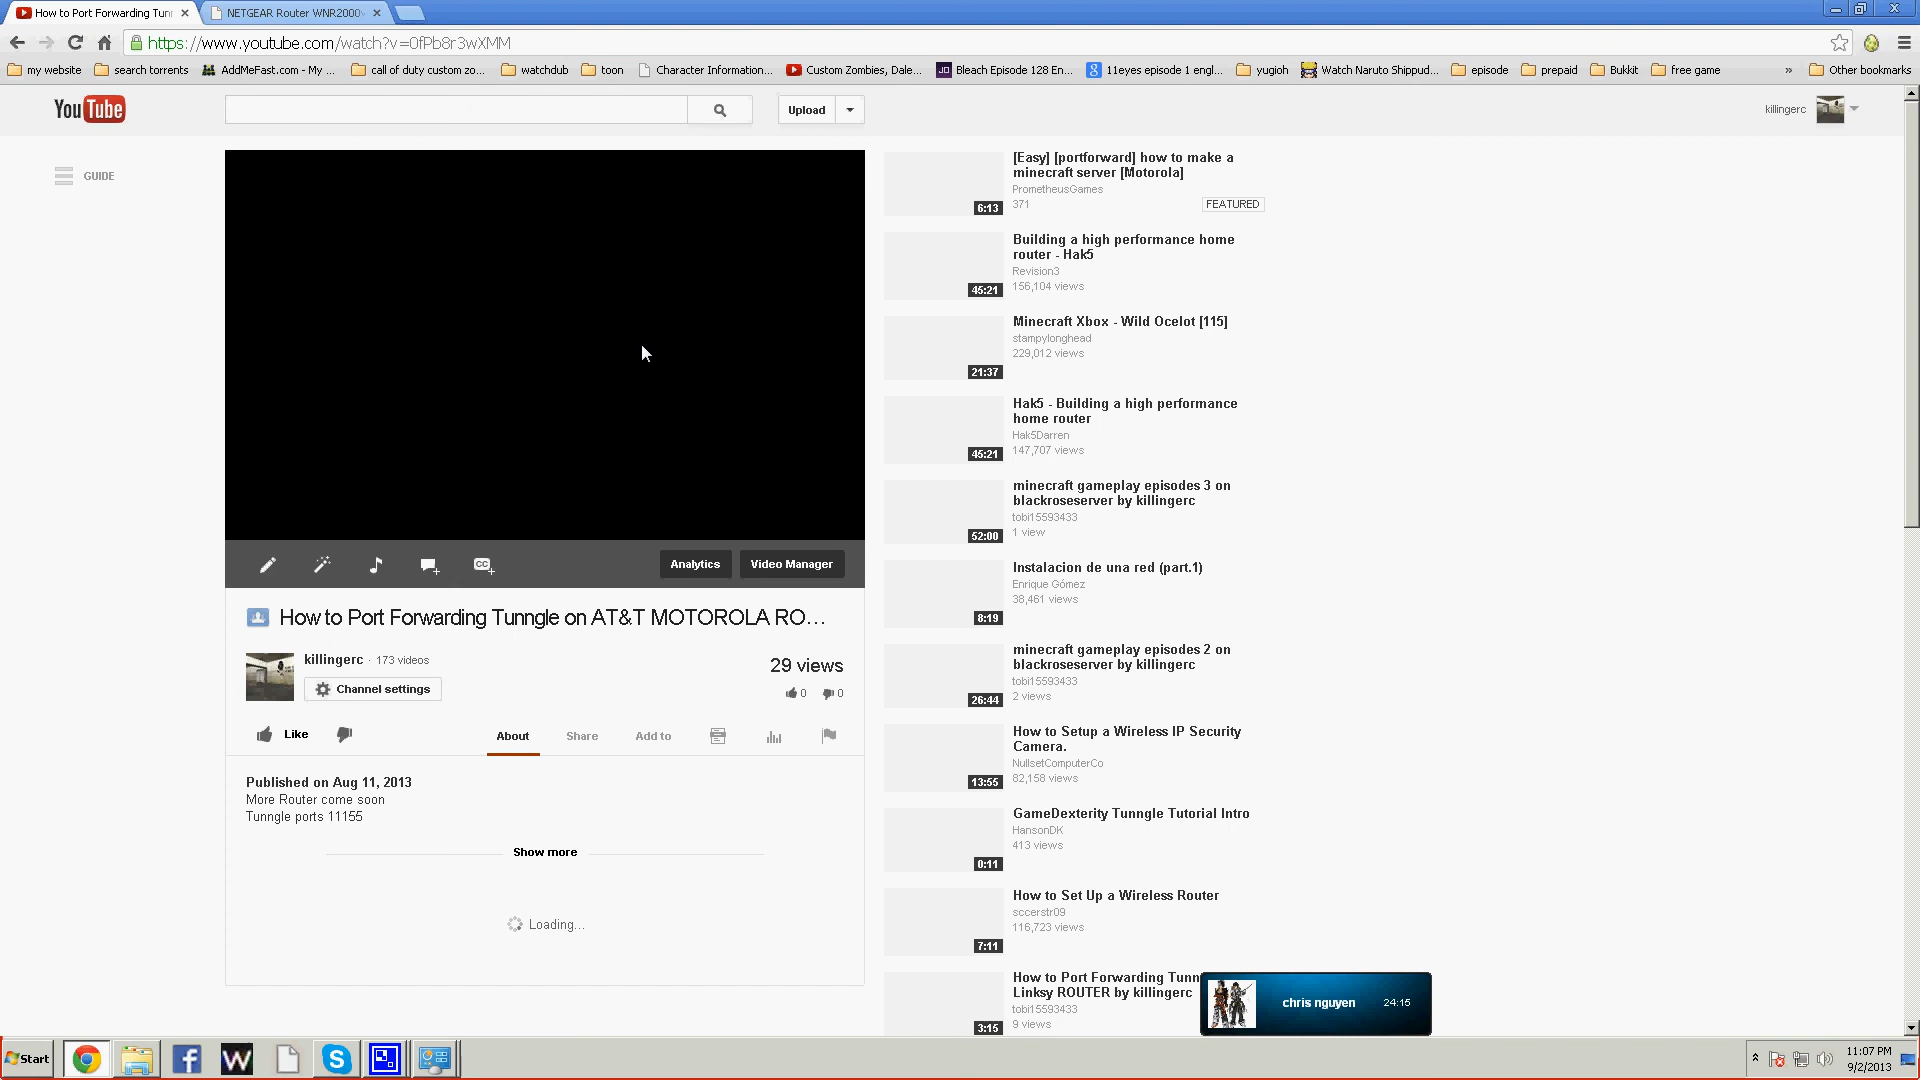 How to Port Forwarding Tunn
NETGEAR Router WNR2000v
https://www.youtube.com/watch?v=0fPb8r3wXMM
my website
search torrents
AddMeFast.com - My ...
call of duty custom zo...
watchdub
toon
Character Information...
Custom Zombies, Dale...
Bleach Episode 128 En...
11eyes episode 1 engl...
yugioh
Watch Naruto Shippud...
episode
prepaid
Bukkit
free game
»
Other bookmarks
YouTube
Upload
killingerc
GUIDE
Analytics
Video Manager
How to Port Forwarding Tunngle on AT&T MOTOROLA RO...
killingerc · 173 videos
Channel settings
29 views
0
0
Like
About
Share
Add to
Published on Aug 11, 2013
More Router come soon
Tunngle ports 11155
Show more
Loading...
[Easy] [portforward] how to make a
minecraft server [Motorola]
PrometheusGames
371
FEATURED
6:13
Building a high performance home
router - Hak5
Revision3
156,104 views
45:21
Minecraft Xbox - Wild Ocelot [115]
stampylonghead
229,012 views
21:37
Hak5 - Building a high performance
home router
Hak5Darren
147,707 views
45:21
minecraft gameplay episodes 3 on
blackroseserver by killingerc
tobi15593433
1 view
52:00
Instalacion de una red (part.1)
Enrique Gómez
38,461 views
8:19
minecraft gameplay episodes 2 on
blackroseserver by killingerc
tobi15593433
2 views
26:44
How to Setup a Wireless IP Security
Camera.
NullsetComputerCo
82,158 views
13:55
GameDexterity Tunngle Tutorial Intro
HansonDK
413 views
0:11
How to Set Up a Wireless Router
sccerstr09
116,723 views
7:11
How to Port Forwarding Tunn
Linksy ROUTER by killingerc
tobi15593433
9 views
3:15
chris nguyen
24:15
Start
11:07 PM
9/2/2013